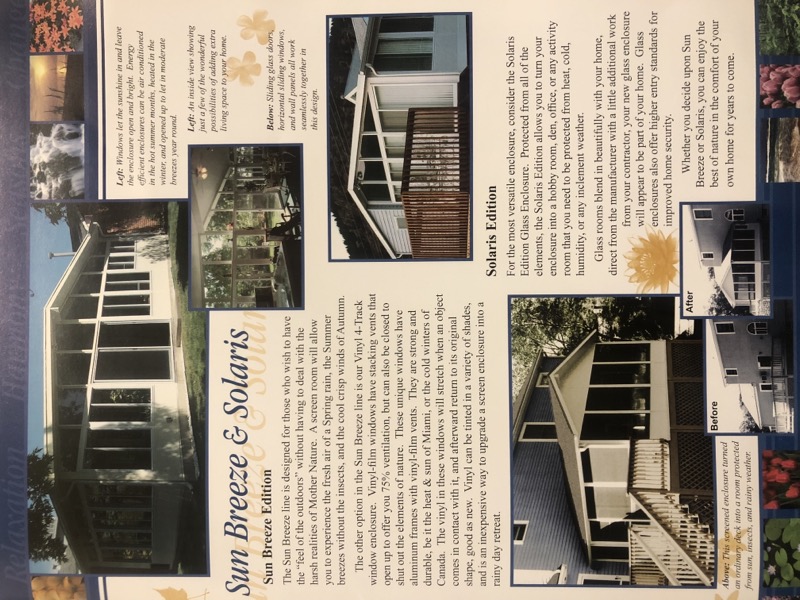 Relaxation Harmony Seasons
Left: Windows let the sunshine in and leave
the enclosure open and bright. Energy
efficient enclosures can be air conditioned
in the hot summer months, heated in the
winter, and opened up to let in moderate
breezes year round.
Left: An inside view showing
just a few of the wonderful
possibilities of adding extra
living space to your home.
Sun Breeze & Solaris
Sun Breeze & Solaris
Below: Sliding glass doors,
horizontal sliding windows,
and wall panels all work
seamlessly together in
this design.
Sun Breeze Edition
The Sun Breeze line is designed for those who wish to have
the “feel of the outdoors” without having to deal with the
harsh realities of Mother Nature. A screen room will allow
you to experience the fresh air of a Spring rain, the Summer
breezes without the insects, and the cool crisp winds of Autumn.
The other option in the Sun Breeze line is our Vinyl 4-Track
window enclosure. Vinyl-film windows have stacking vents that
open up to offer you 75% ventilation, but can also be closed to
shut out the elements of nature. These unique windows have
aluminum frames with vinyl-film vents. They are strong and
durable, be it the heat & sun of Miami, or the cold winters of
Canada. The vinyl in these windows will stretch when an object
comes in contact with it, and afterward return to its original
shape, good as new. Vinyl can be tinted in a variety of shades,
and is an inexpensive way to upgrade a screen enclosure into a
rainy day retreat.
Solaris Edition
For the most versatile enclosure, consider the Solaris
Edition Glass Enclosure. Protected from all of the
elements, the Solaris Edition allows you to turn your
enclosure into a hobby room, den, office, or any activity
room that you need to be protected from heat, cold,
humidity, or any inclement weather.
Glass rooms blend in beautifully with your home,
direct from the manufacturer with a little additional work
from your contractor, your new glass enclosure
will appear to be part of your home. Glass
enclosures also offer higher entry standards for
improved home security.
Whether you decide upon Sun
Breeze or Solaris, you can enjoy the
best of nature in the comfort of your
own home for years to come.
Above: This screened enclosure turned
an ordinary deck into a room protected
from sun, insects, and rainy weather.
Before
After